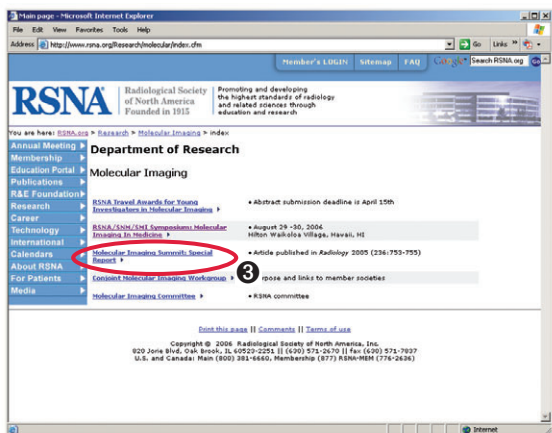 Main page - Microsoft Internet Explorer
File Edit View Favorites Tools Help
Address http://www.rsna.org/Research/molecular/index.cfm Go Links »
Member's LOGIN Sitemap FAQ Google Search RSNA.org Go
RSNA
Radiological Society
of North America
Founded in 1915
Promoting and developing
the highest standards of radiology
and related sciences through
education and research
You are here: RSNA.org > Research > Molecular Imaging > index
Annual Meeting
Membership
Education Portal
Publications
R&E Foundation
Research
Career
Technology
International
Calendars
About RSNA
For Patients
Media
Department of Research
Molecular Imaging
RSNA Travel Awards for Young
Investigators in Molecular Imaging
• Abstract submission deadline is April 15th
RSNA/SNM/SMI Symposium: Molecular
Imaging In Medicine
• August 29 -30, 2006
Hilton Waikoloa Village, Hawaii, HI
Molecular Imaging Summit: Special
Report
• Article published in Radiology 2005 (236:753-755)
3
Conjoint Molecular Imaging Workgroup
rpose and links to member societies
Molecular Imaging Committee
• RSNA committee
Print this page || Comments || Terms of use
Copyright © 2006 Radiological Society of North America, Inc.
820 Jorie Blvd, Oak Brook, IL 60523-2251 || (630) 571-2670 || fax (630) 571-7837
U.S. and Canada: Main (800) 381-6660, Membership (877) RSNA-MEM (776-2636)
Internet